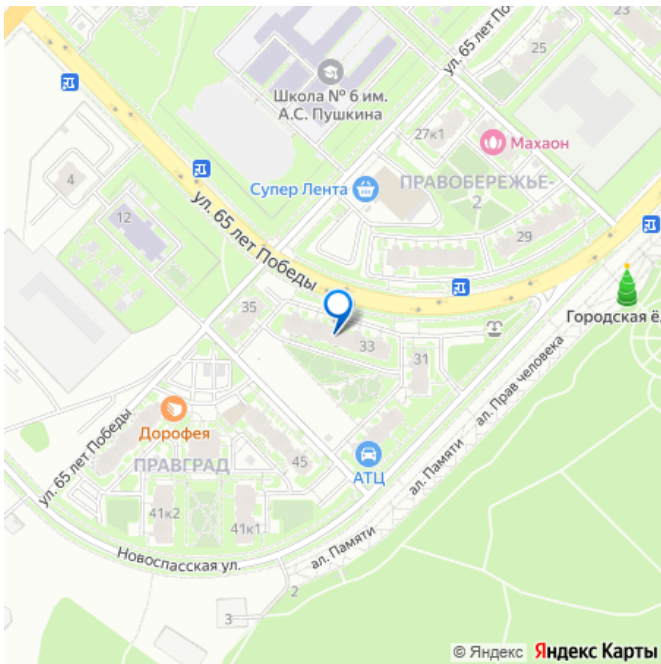 23
ул. 65 лет По
25
Школа № 6 им.
А.С. Пушкина
27к1
Махаон
4
Супер Лента
ПРАВОБЕРЕЖЬЕ-
2
12
ул. 65 лет Победы
29
35
Городская ё
33
31
ал. Прав человека
ул. 65 лет Победы
Дорофея
ПРАВГРАД
45
АТЦ
ал. Памяти
41к2
41к1
Новоспасская ул.
ал. Памяти
2
3
© Яндекс Яндекс Карты